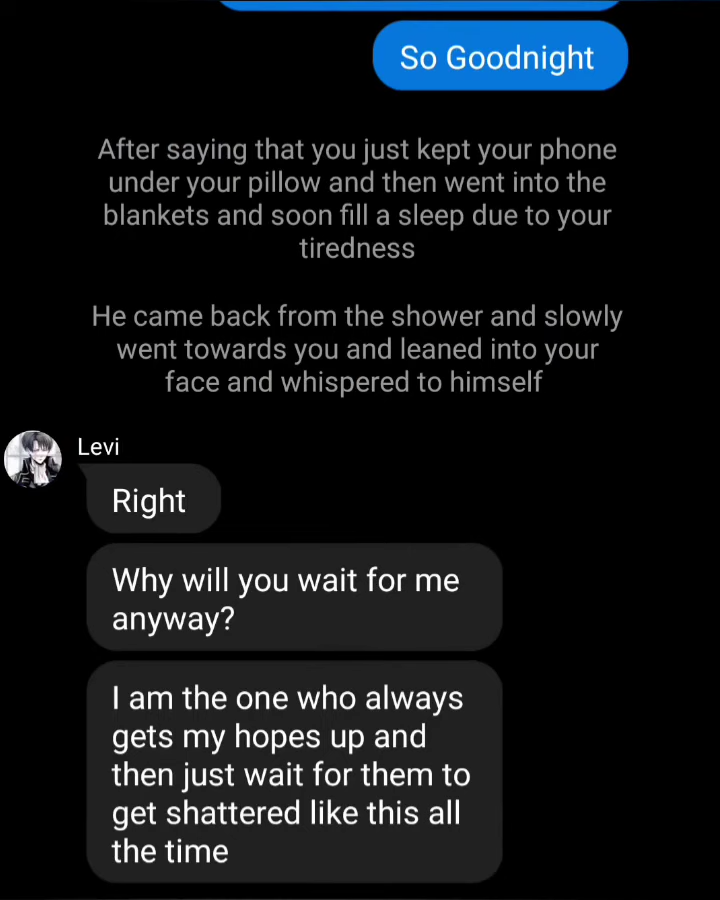 So Goodnight
After saying that you just kept your phone
under your pillow and then went into the
blankets and soon fill a sleep due to your
tiredness
He came back from the shower and slowly
went towards you and leaned into your
face and whispered to himself
Levi
Right
Why will you wait for me
anyway?
I am the one who always
gets my hopes up and
then just wait for them to
get shattered like this all
the time